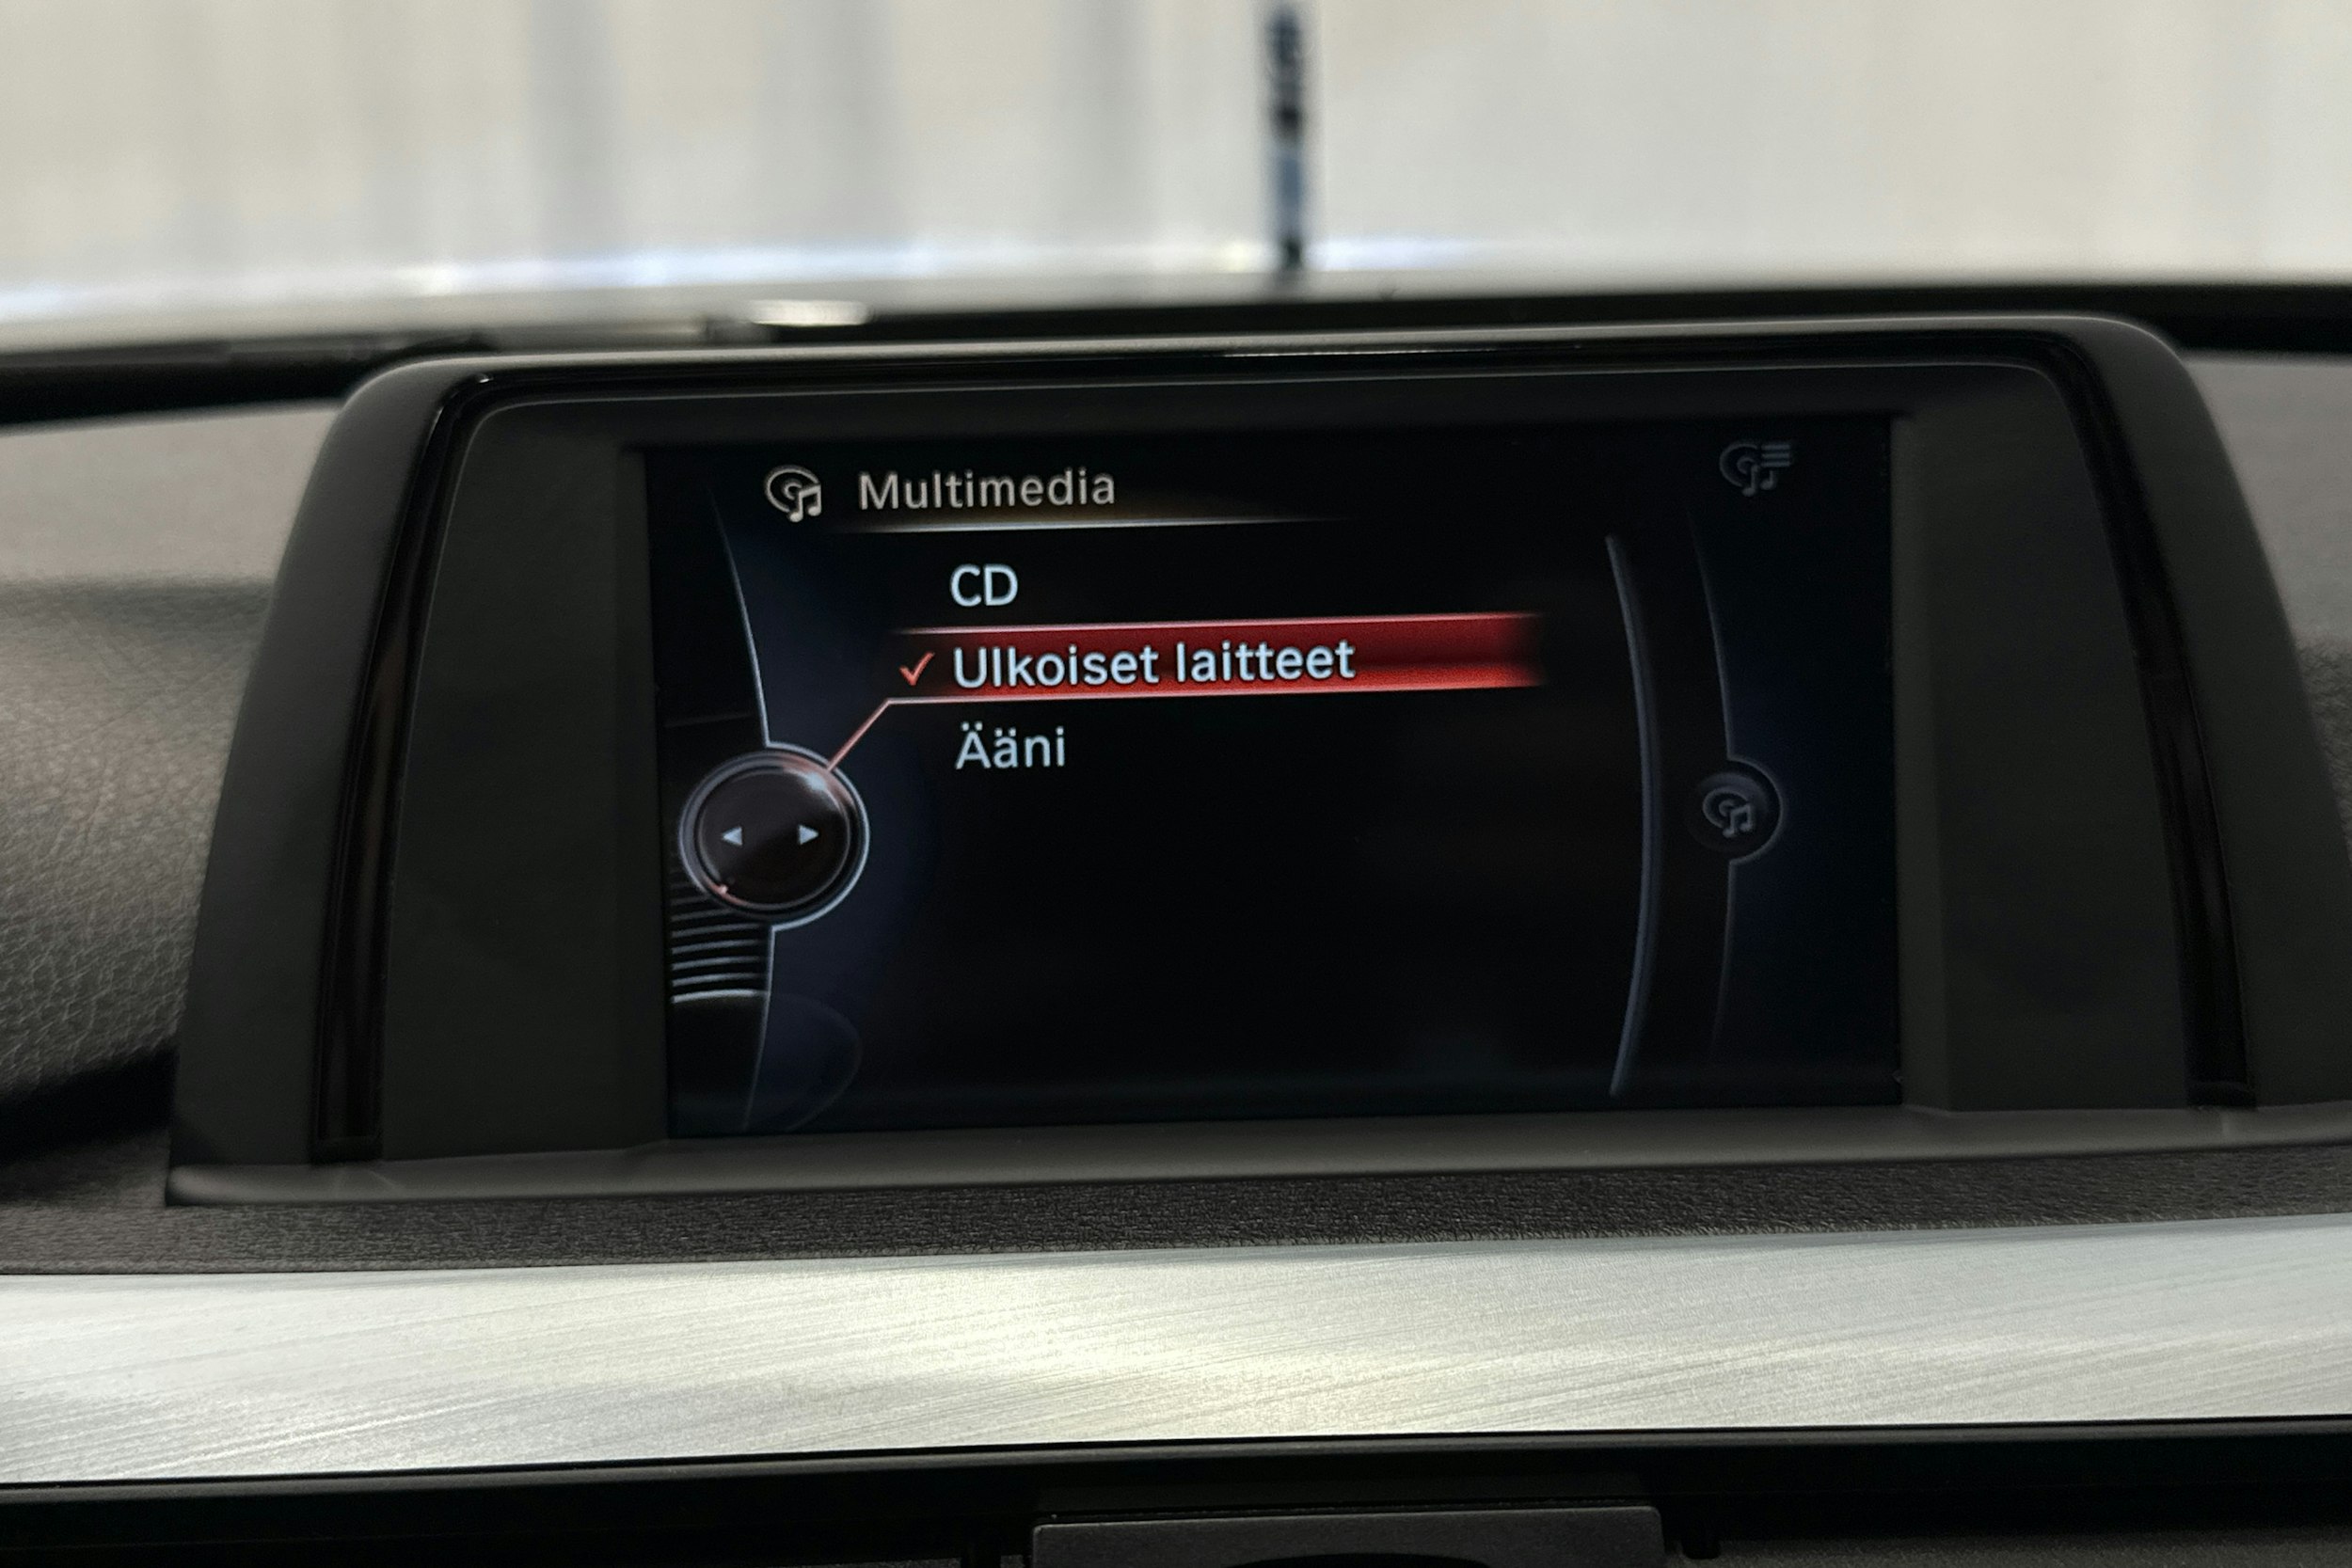 Multimedia
CD
Ulkoiset laitteet
Ääni